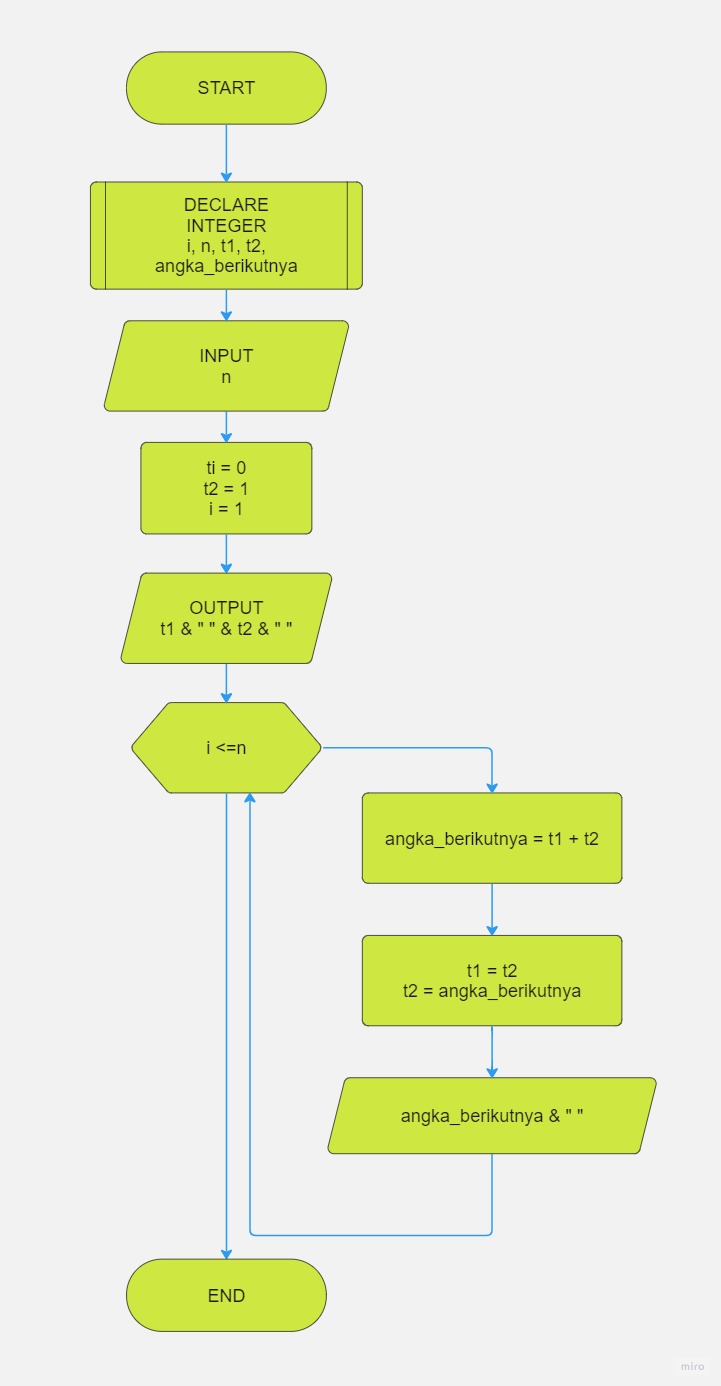 START
DECLARE
INTEGER
i, n, t1, t2,
angka_berikutnya
INPUT
n
ti = 0
t2 = 1
i = 1
OUTPUT
t1 & " " & t2 & " "
i <=n
angka_berikutnya = t1 + t2
t1 = t2
t2 = angka_berikutnya
angka_berikutnya & " "
END
miro